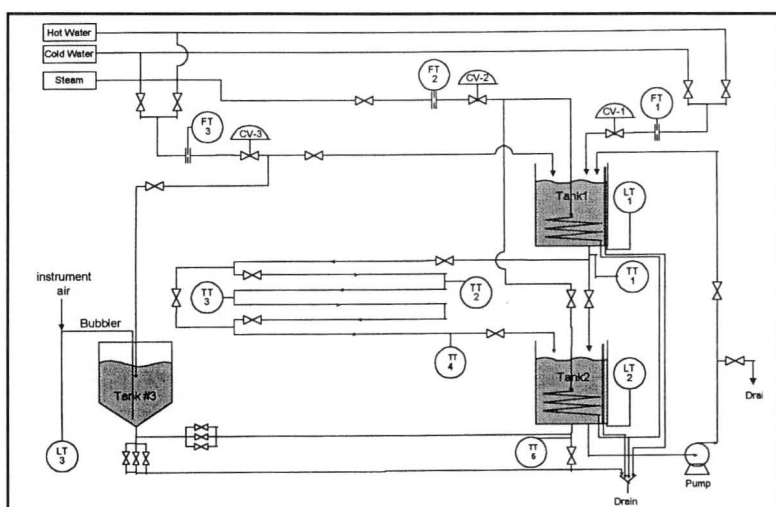 Hot Water
Cold Water
Steam
FT 2
CV-2
FT 3
CV-3
CV-1
FT 1
Tank1
LT 1
TT 1
TT 3
TT 2
instrument air
Bubbler
TT 4
Tank #3
Tank2
LT 2
LT 3
TT 5
Drai
Pump
Drain